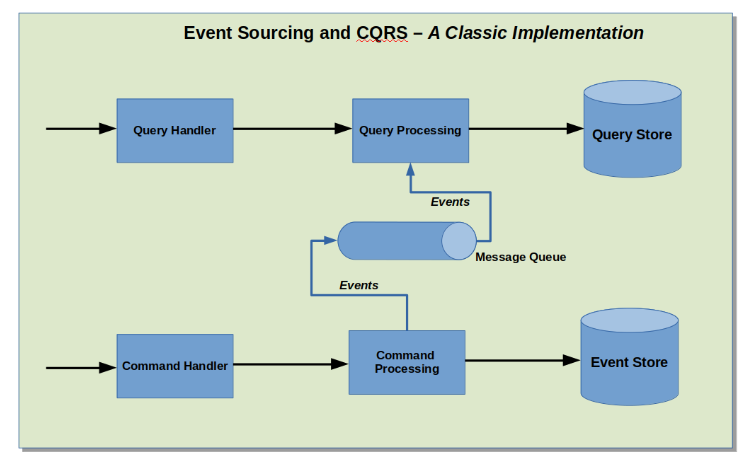 Event Sourcing and CQRS – A Classic Implementation
Query Handler
Query Processing
Query Store
Events
Message Queue
Events
Command Handler
Command
Processing
Event Store